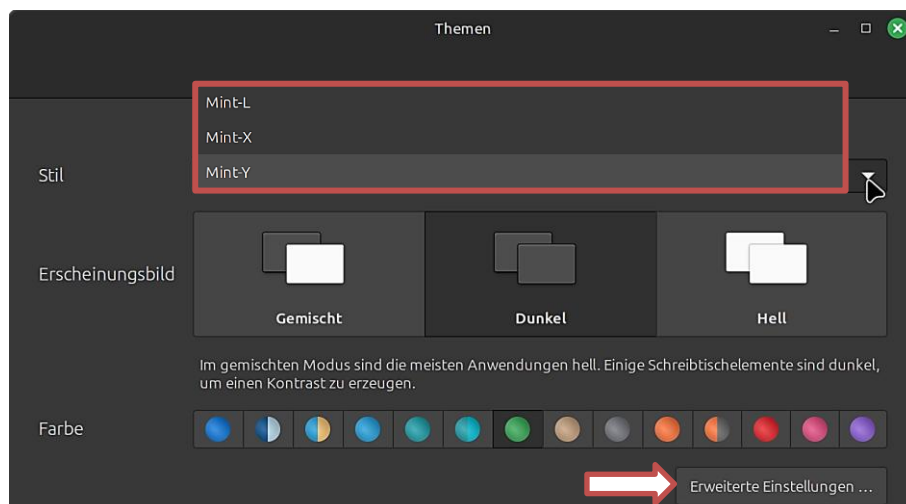 Themen
Mint-L
Mint-X
Mint-Y
Stil
Erscheinungsbild
Gemischt
Dunkel
Hell
Im gemischten Modus sind die meisten Anwendungen hell. Einige Schreibtischelemente sind dunkel,
um einen Kontrast zu erzeugen.
Farbe
Erweiterte Einstellungen ...